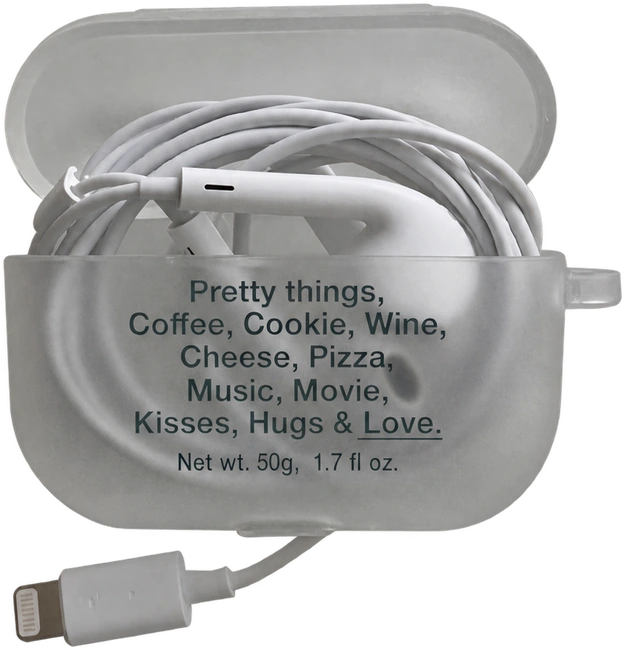 Pretty things,
Coffee, Cookie, Wine,
Cheese, Pizza,
Music, Movie,
Kisses, Hugs & Love.
Net wt. 50g,  1.7 fl oz.